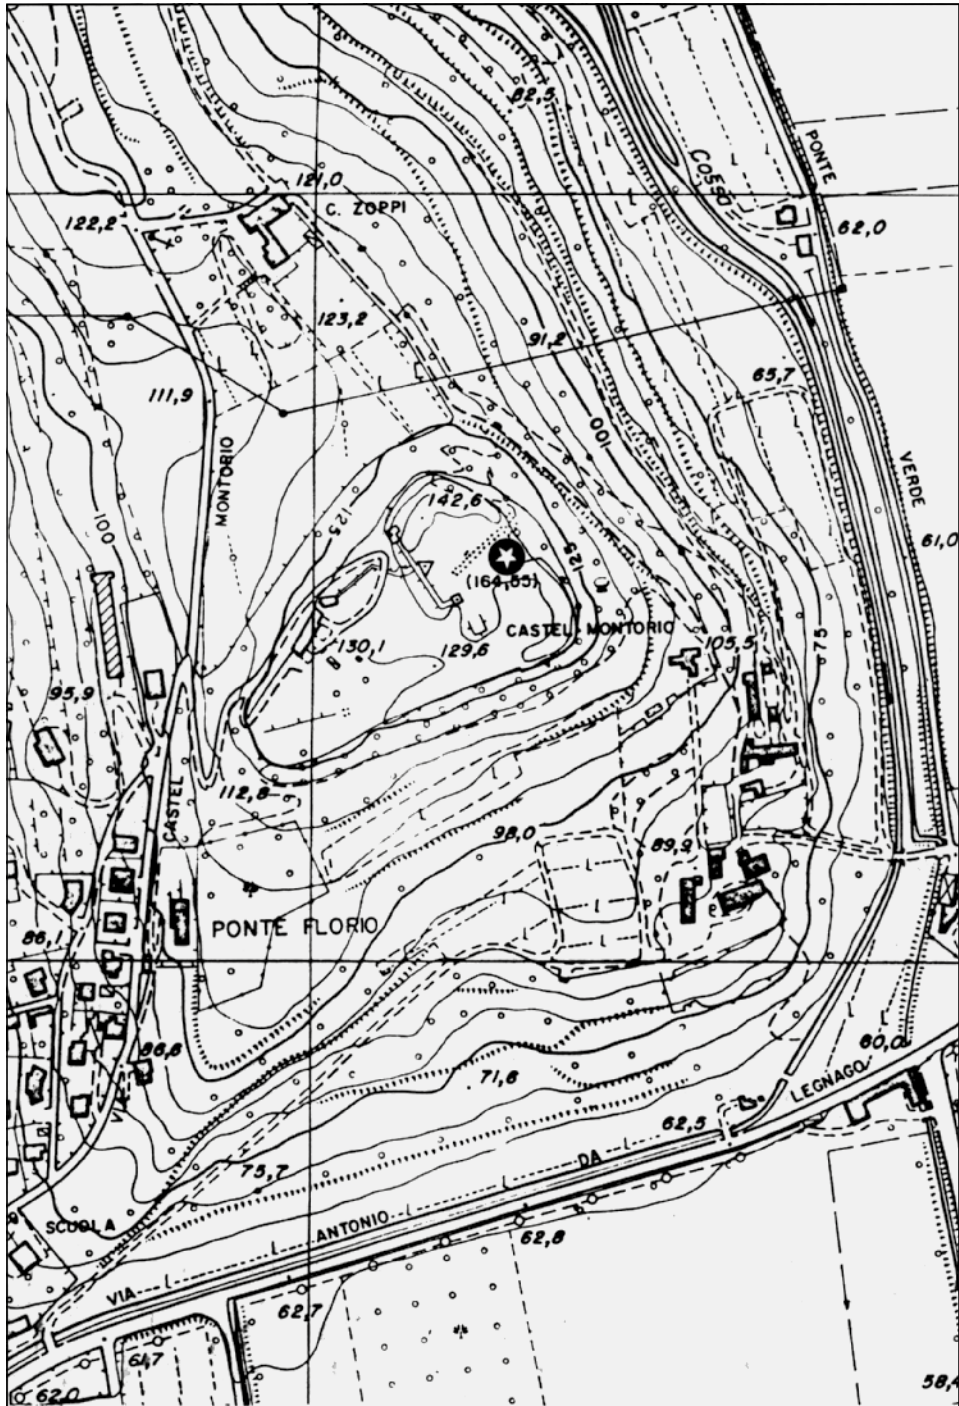 82,5
PONTE
COSSO
121,0
C. ZOPPI
122,2
62,0
123,2
91,2
65,7
111,9
100
MONTORIO
VERDE
125
142,6
61,0
100
125
(164,65)
CASTEL MONTORIO
130,1
129,6
105,5
75
95,9
CASTEL
112,8
98,0
89,9
P
PONTE FLORIO
P
e
86,
86,6
60,0
71,8
LEGNAGO
VIA
62,5
75,7
DA
SCUOLA
ANTONIO
62,8
VIA
62,7
61,7
62,0
58,4